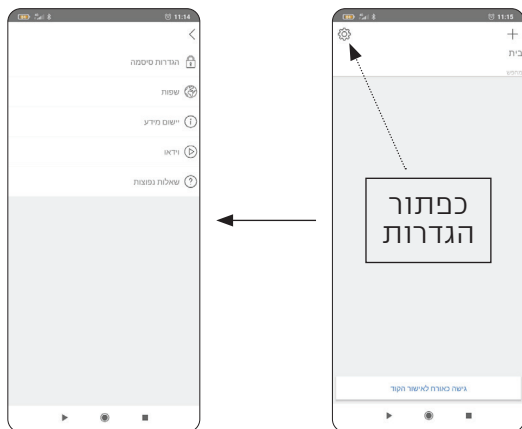 11:15
בית
חפש
כפתור
הגדרות
גישה כאורח לאישור הקוד
11:14
הגדרות סיסמה
שפות
יישום מידע
וידאו
שאלות נפוצות